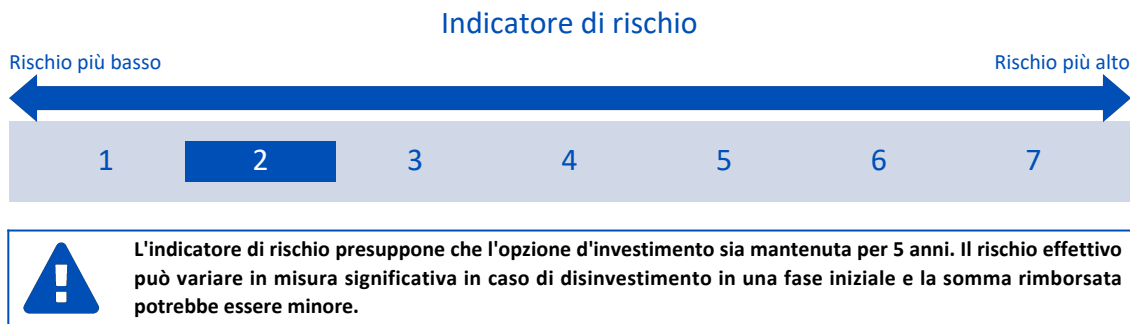 Indicatore di rischio
Rischio più basso Rischio più alto
1 2 3 4 5 6 7
L'indicatore di rischio presuppone che l'opzione d'investimento sia mantenuta per 5 anni. Il rischio effettivo
può variare in misura significativa in caso di disinvestimento in una fase iniziale e la somma rimborsata
potrebbe essere minore.